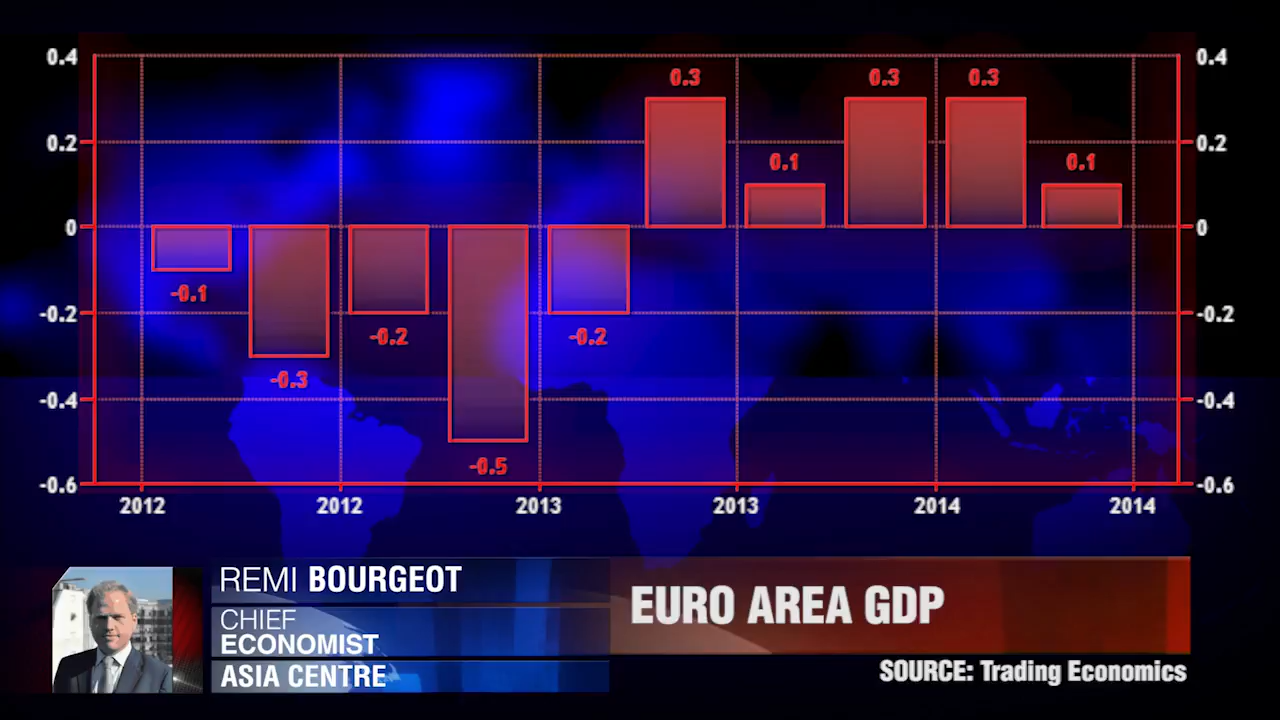 0.4 0.4
0.3 0.3 0.3
0.2 0.2
0.1 0.1
0 0
-0.1
-0.2 -0.2
-0.2 -0.2
-0.3
-0.4 -0.4
-0.5
-0.6 -0.6
2012 2012 2013 2013 2014 2014
REMI BOURGEOT
CHIEF
ECONOMIST
ASIA CENTRE
EURO AREA GDP
SOURCE: Trading Economics